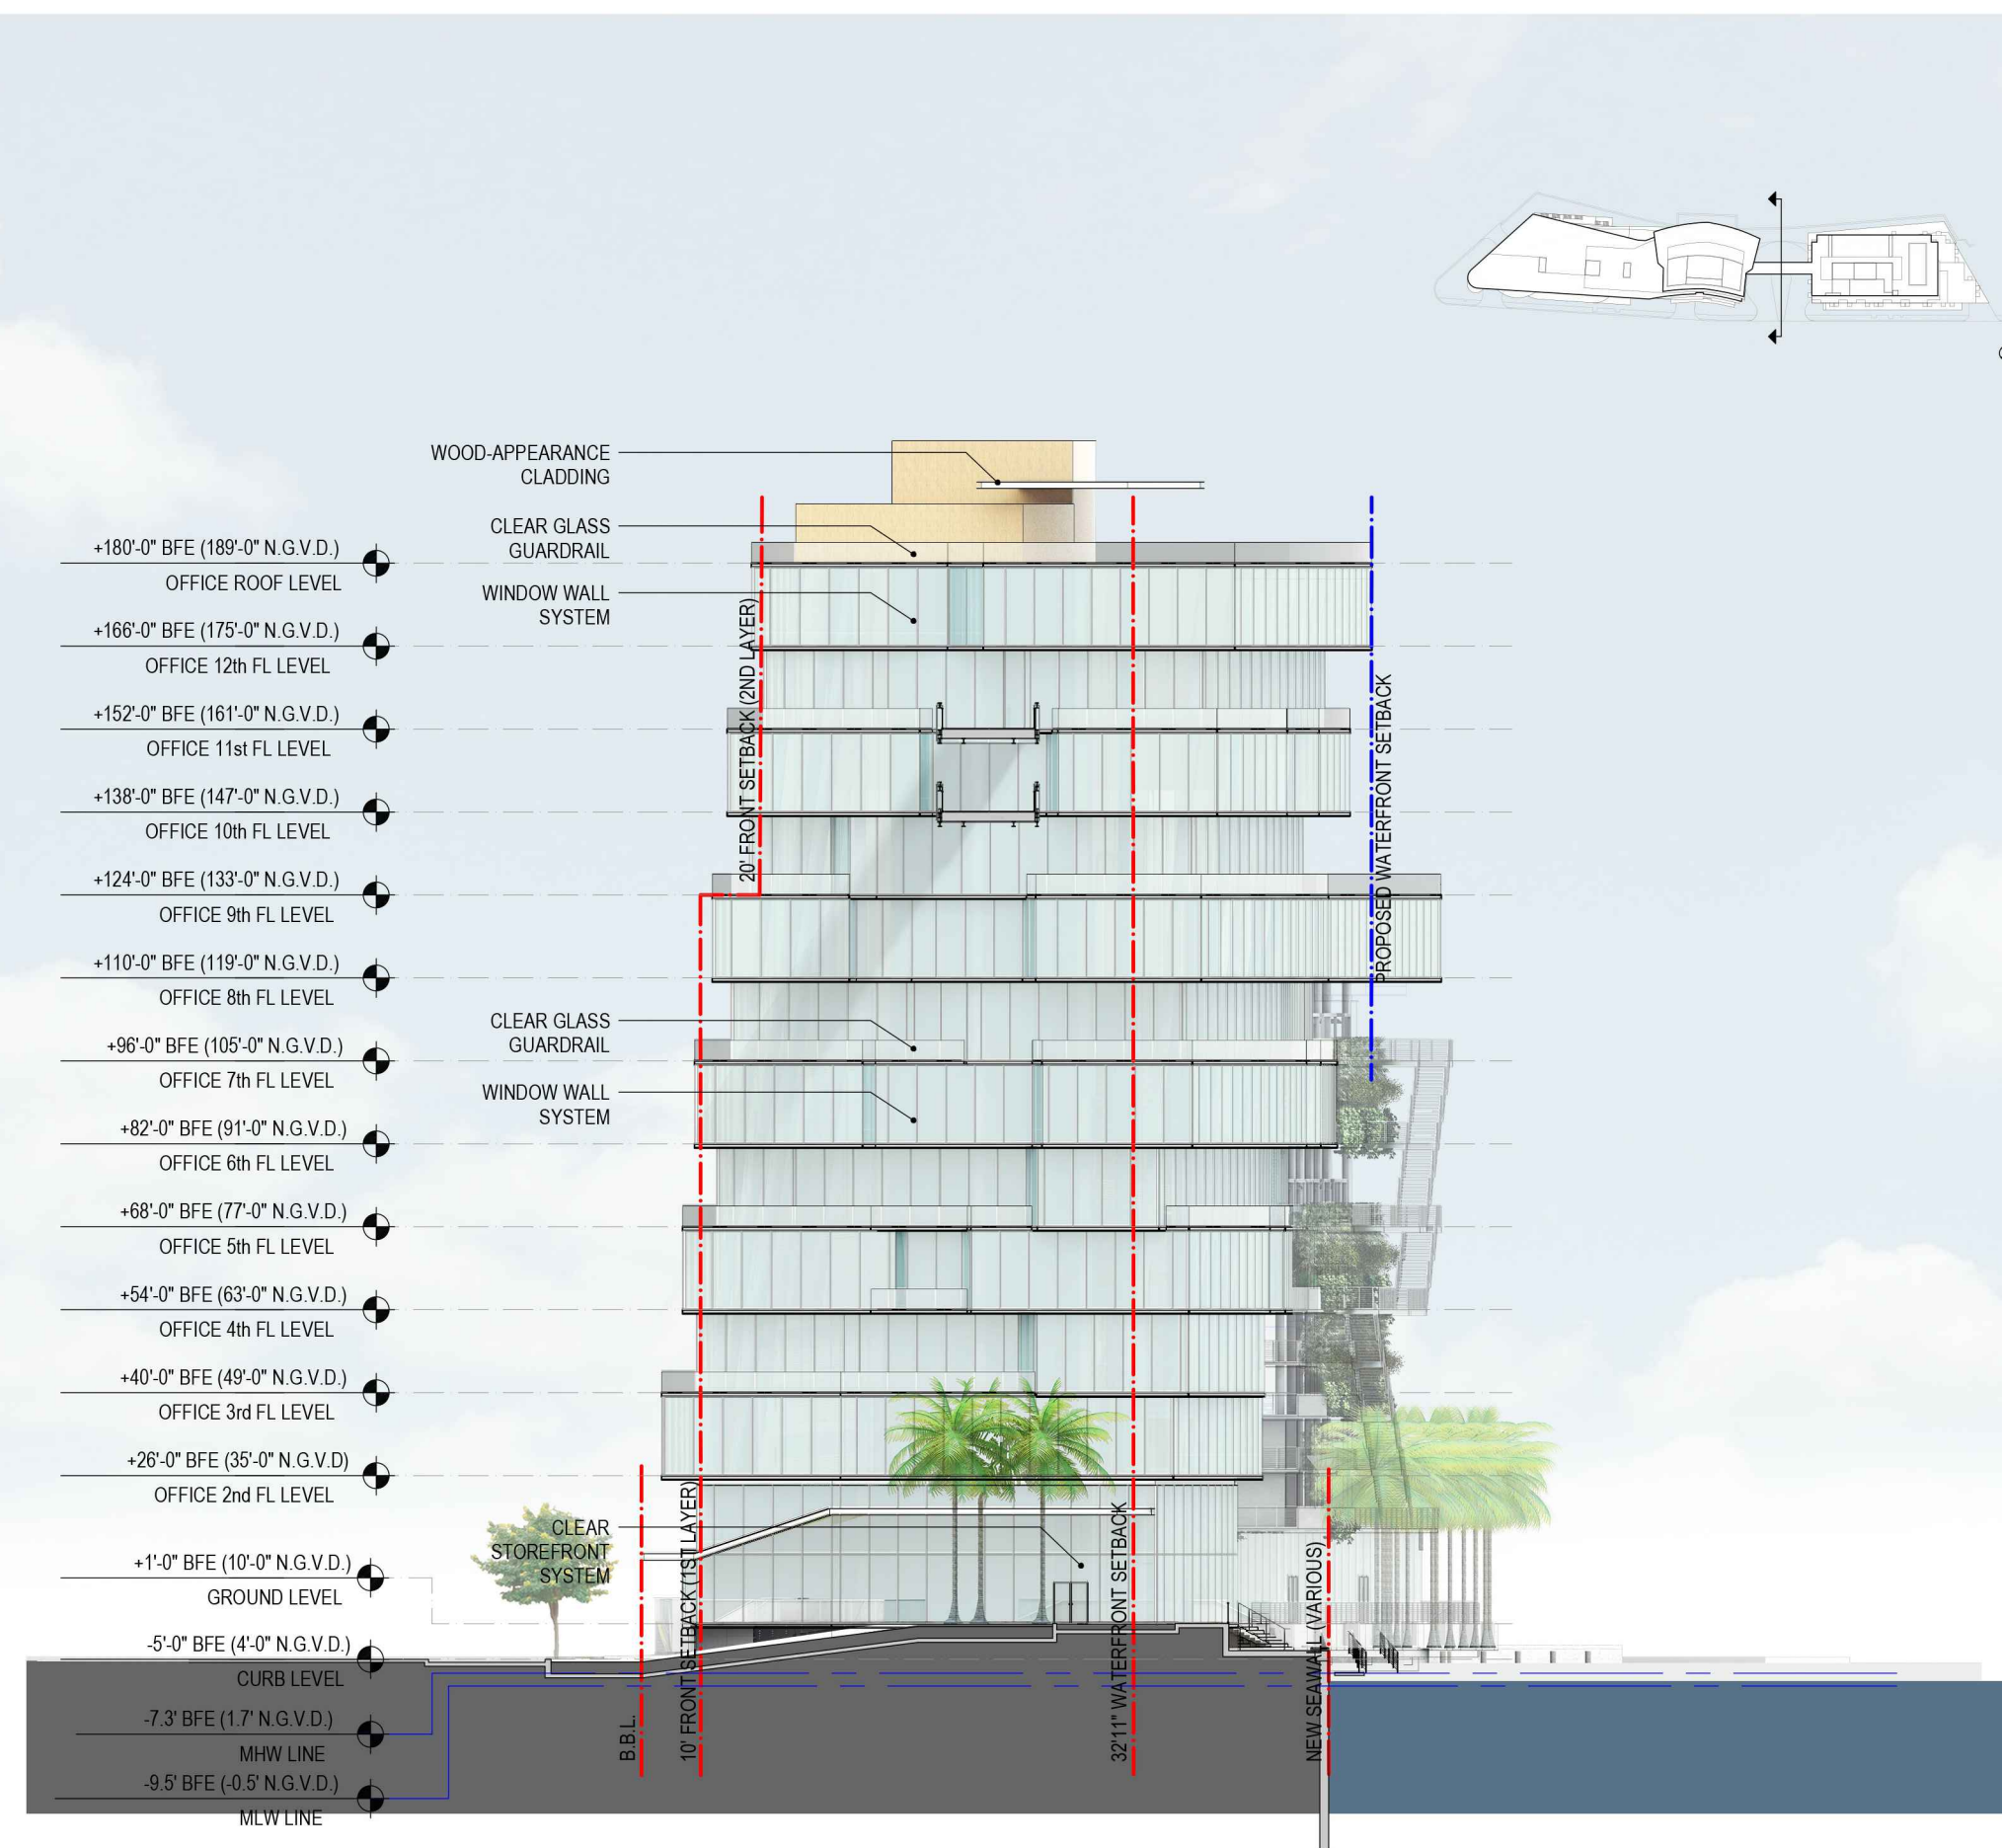 WOOD-APPEARANCE
CLADDING
CLEAR GLASS
GUARDRAIL
WINDOW WALL
SYSTEM
+180'-0" BFE (189'-0" N.G.V.D.)
OFFICE ROOF LEVEL
+166'-0" BFE (175'-0" N.G.V.D.)
OFFICE 12th FL LEVEL
+152'-0" BFE (161'-0" N.G.V.D.)
OFFICE 11st FL LEVEL
+138'-0" BFE (147'-0" N.G.V.D.)
OFFICE 10th FL LEVEL
+124'-0" BFE (133'-0" N.G.V.D.)
OFFICE 9th FL LEVEL
+110'-0" BFE (119'-0" N.G.V.D.)
OFFICE 8th FL LEVEL
+96'-0" BFE (105'-0" N.G.V.D.)
OFFICE 7th FL LEVEL
+82'-0" BFE (91'-0" N.G.V.D.)
OFFICE 6th FL LEVEL
+68'-0" BFE (77'-0" N.G.V.D.)
OFFICE 5th FL LEVEL
+54'-0" BFE (63'-0" N.G.V.D.)
OFFICE 4th FL LEVEL
+40'-0" BFE (49'-0" N.G.V.D.)
OFFICE 3rd FL LEVEL
+26'-0" BFE (35'-0" N.G.V.D)
OFFICE 2nd FL LEVEL
+1'-0" BFE (10'-0" N.G.V.D.)
GROUND LEVEL
-5'-0" BFE (4'-0" N.G.V.D.)
CURB LEVEL
-7.3' BFE (1.7' N.G.V.D.)
MHW LINE
-9.5' BFE (-0.5' N.G.V.D.)
MLW LINE
CLEAR GLASS
GUARDRAIL
WINDOW WALL
SYSTEM
CLEAR
STOREFRONT
SYSTEM
20' FRONT SETBACK (2ND LAYER)
PROPOSED WATERFRONT SETBACK
B.B.L.
10' FRONT SETBACK (1ST LAYER)
32'11" WATERFRONT SETBACK
NEW SEAWALL (VARIOUS)